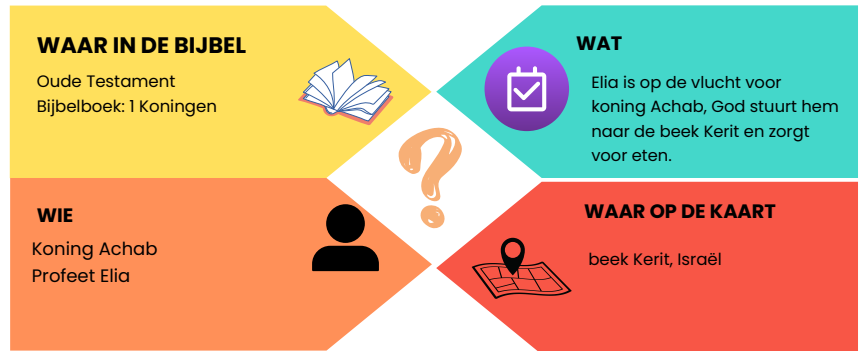 WAAR IN DE BIJBEL
Oude Testament
Bijbelboek: 1 Koningen
WAT
Elia is op de vlucht voor
koning Achab, God stuurt hem
naar de beek Kerit en zorgt
voor eten.
?
WIE
Koning Achab
Profeet Elia
WAAR OP DE KAART
beek Kerit, Israël